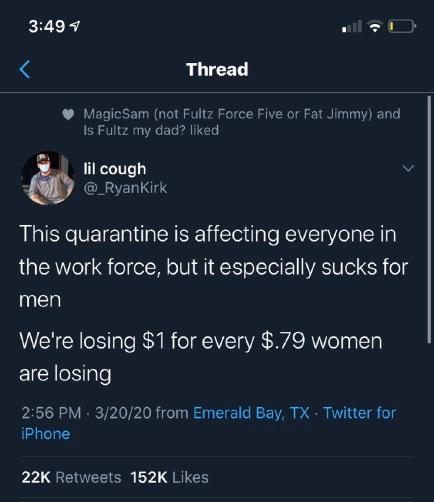 3:49
Thread
MagicSam (not Fultz Force Five or Fat Jimmy) and
Is Fultz my dad? liked
lil cough
@_RyanKirk
This quarantine is affecting everyone in
the work force, but it especially sucks for
men
We're losing $1 for every $.79 women
are losing
2:56 PM · 3/20/20 from Emerald Bay, TX · Twitter for
iPhone
22K Retweets 152K Likes